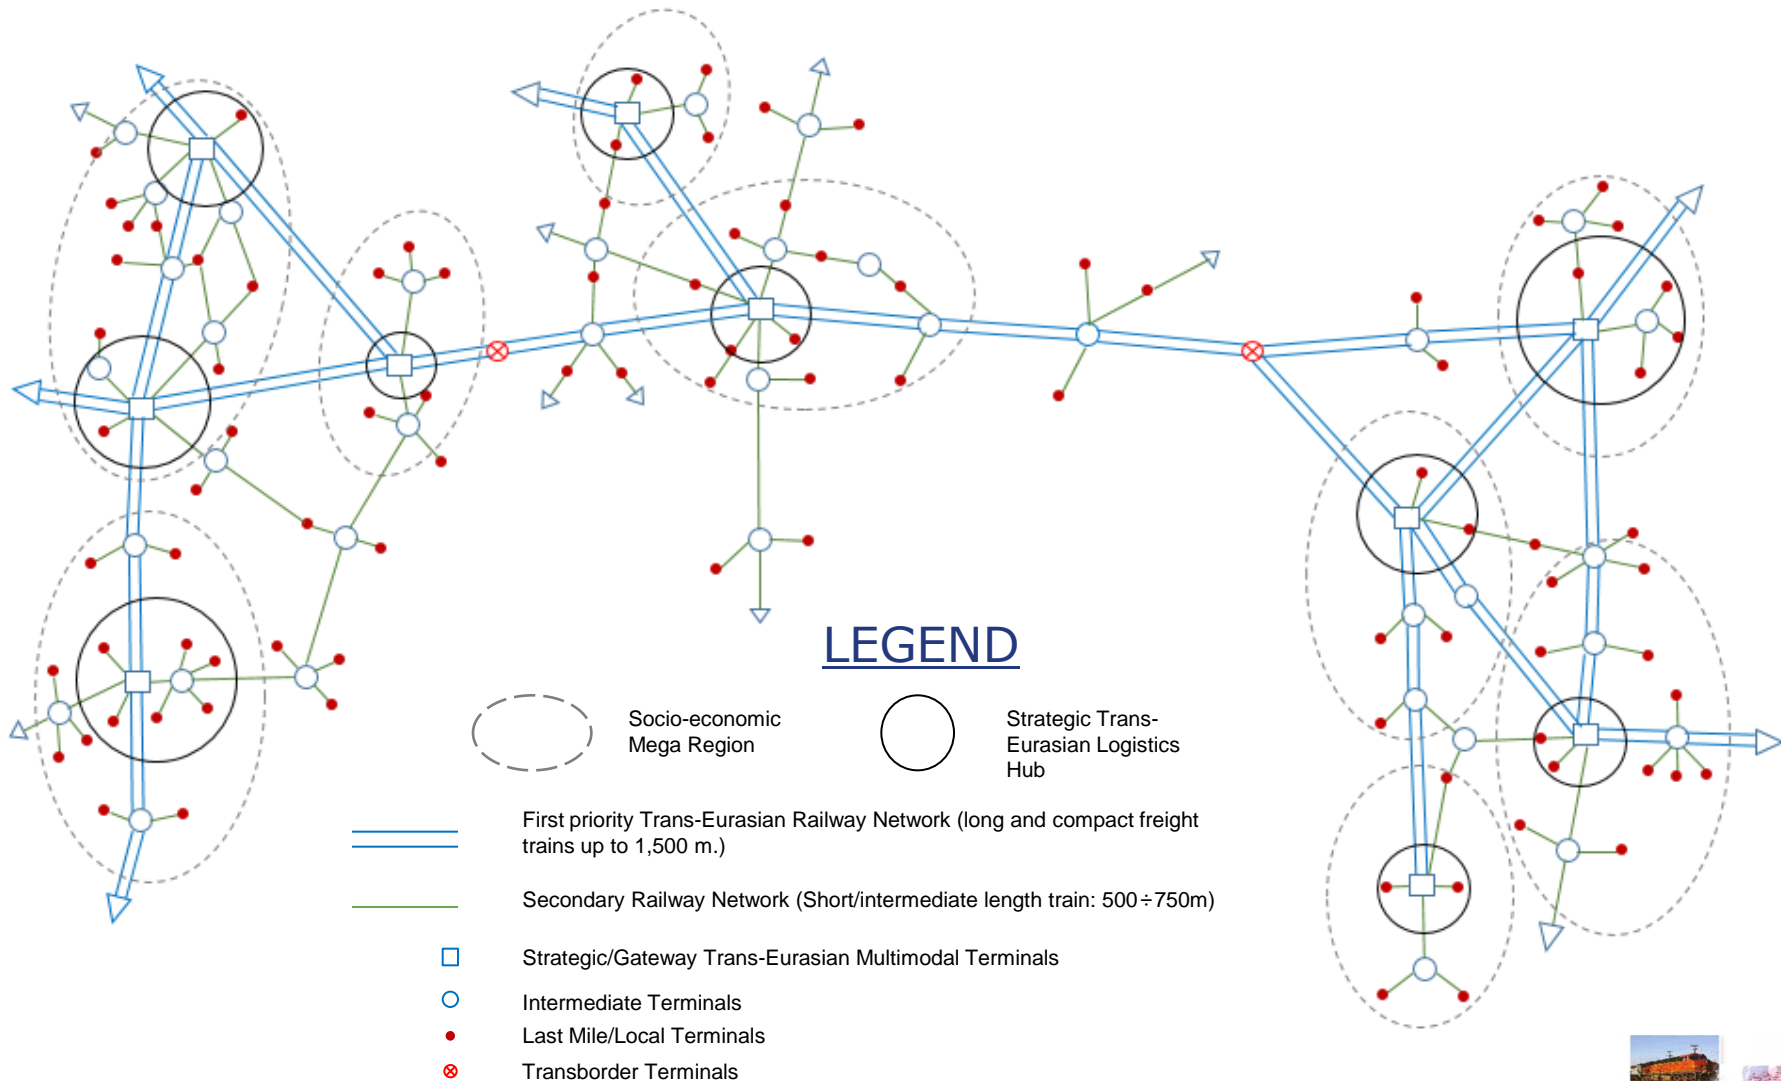 LEGEND
Socio-economic
Mega Region
Strategic Trans-
Eurasian Logistics
Hub
First priority Trans-Eurasian Railway Network (long and compact freight
trains up to 1,500 m.)
Secondary Railway Network (Short/intermediate length train: 500÷750m)
Strategic/Gateway Trans-Eurasian Multimodal Terminals
Intermediate Terminals
Last Mile/Local Terminals
Transborder Terminals